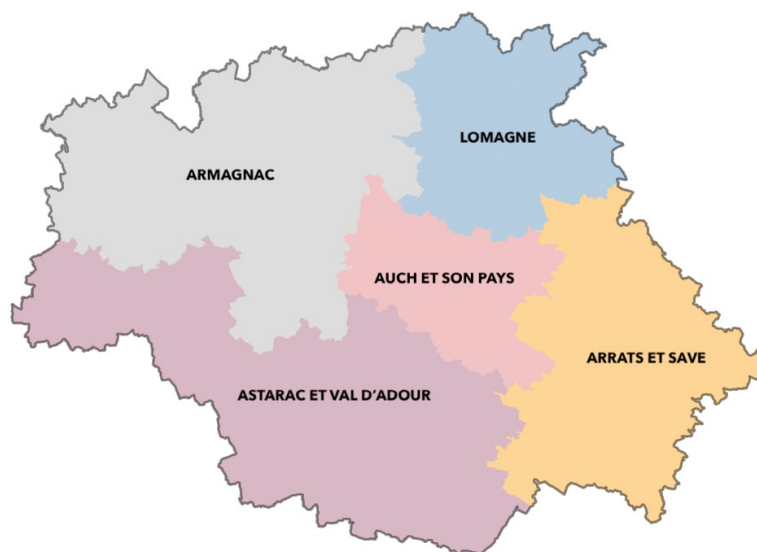 LOMAGNE
ARMAGNAC
AUCH ET SON PAYS
ARRATS ET SAVE
ASTARAC ET VAL D'ADOUR